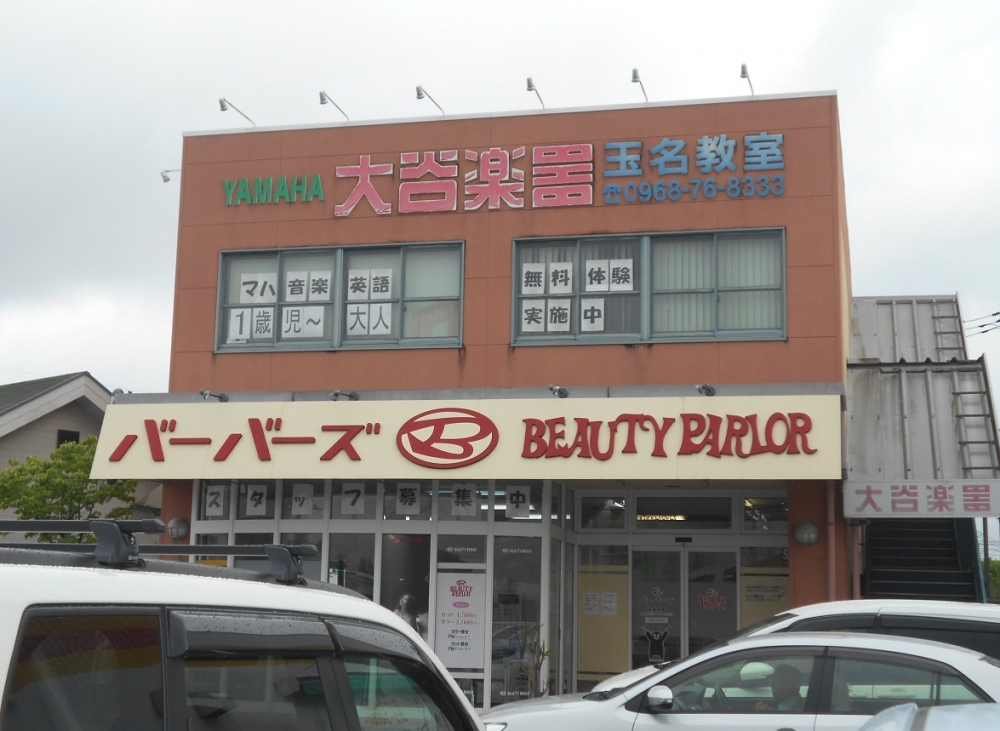 YAMAHA 大谷楽器 玉名教室
☎0968-76-8333
マハ 音楽 英語
1歳児～大人
無料体験
実施中
バーバーズ B BEAUTY PARLOR
スタッフ募集中
大谷楽器
BEAUTY PARLOR